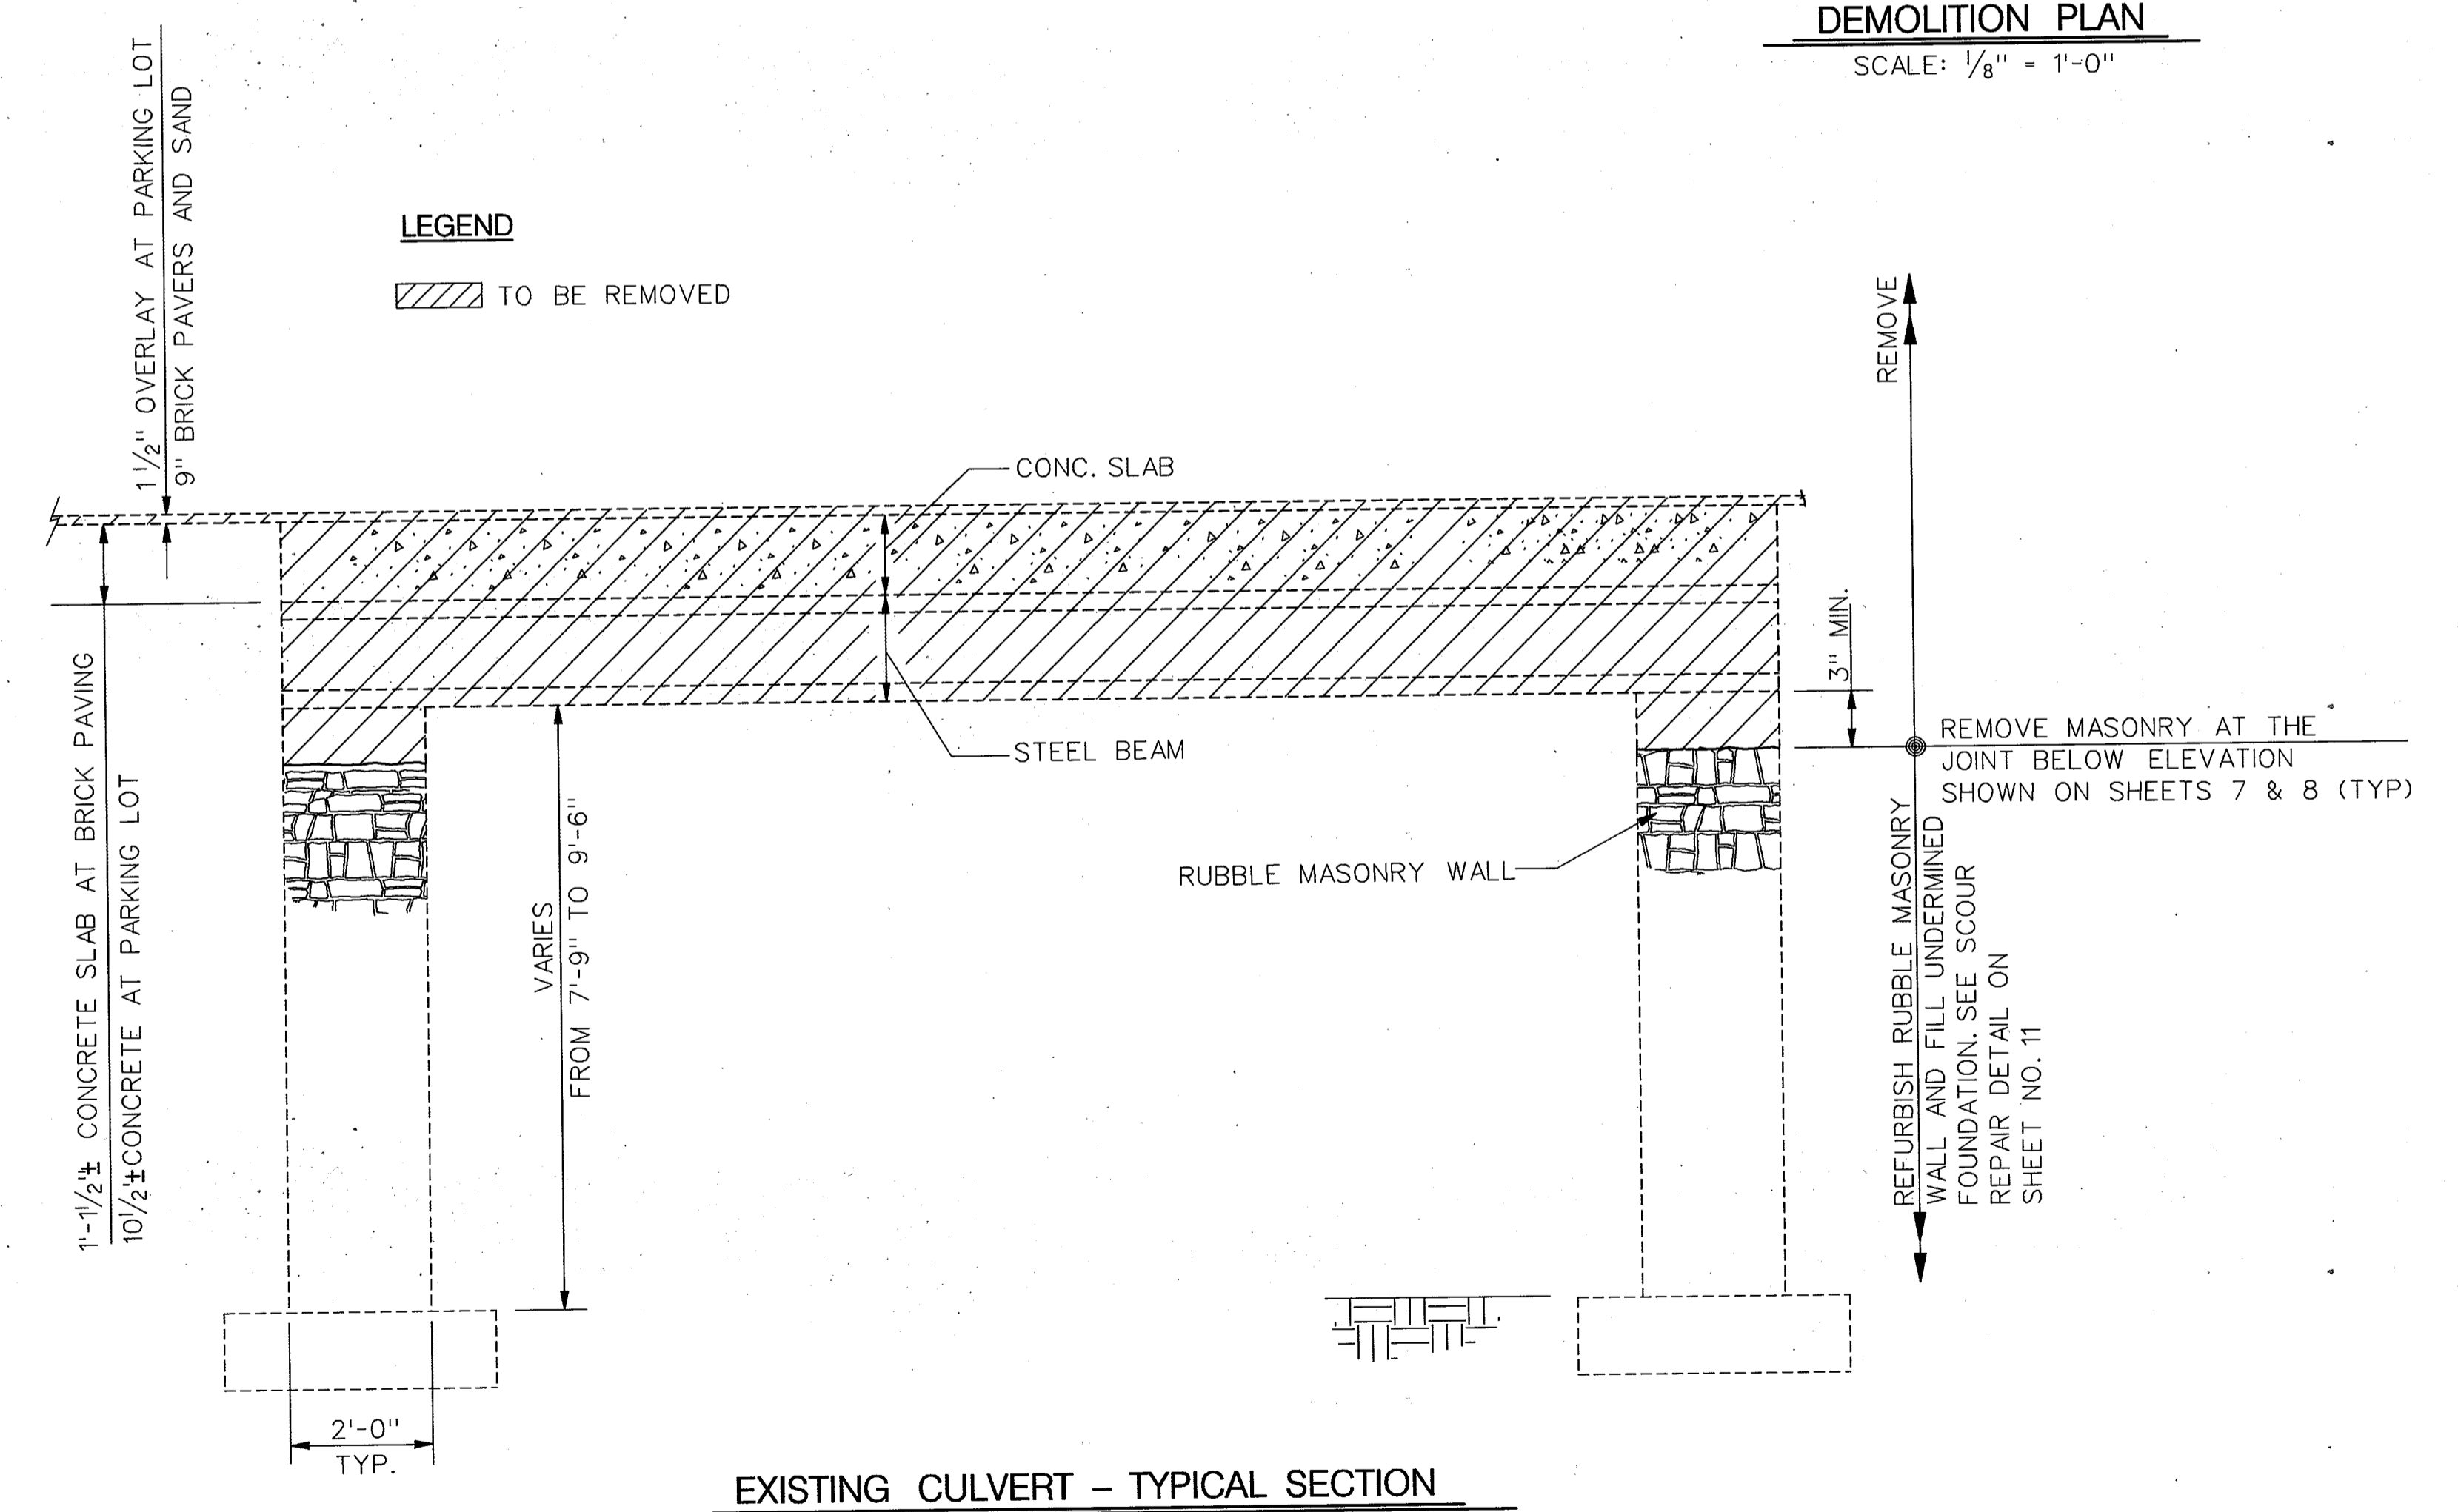 DEMOLITION PLAN
SCALE: 1/8" = 1'-0"
1 1/2" OVERLAY AT PARKING LOT
9" BRICK PAVERS AND SAND
LEGEND
TO BE REMOVED
REMOVE
CONC. SLAB
3" MIN.
1'-1 1/2"± CONCRETE SLAB AT BRICK PAVING
10 1/2"± CONCRETE AT PARKING LOT
STEEL BEAM
REMOVE MASONRY AT THE
JOINT BELOW ELEVATION
SHOWN ON SHEETS 7 & 8 (TYP)
VARIES
FROM 7'-9" TO 9'-6"
RUBBLE MASONRY WALL
REFURBISH RUBBLE MASONRY
WALL AND FILL UNDERMINED
FOUNDATION. SEE SCOUR
REPAIR DETAIL ON
SHEET NO. 11
2'-0"
TYP.
EXISTING CULVERT – TYPICAL SECTION